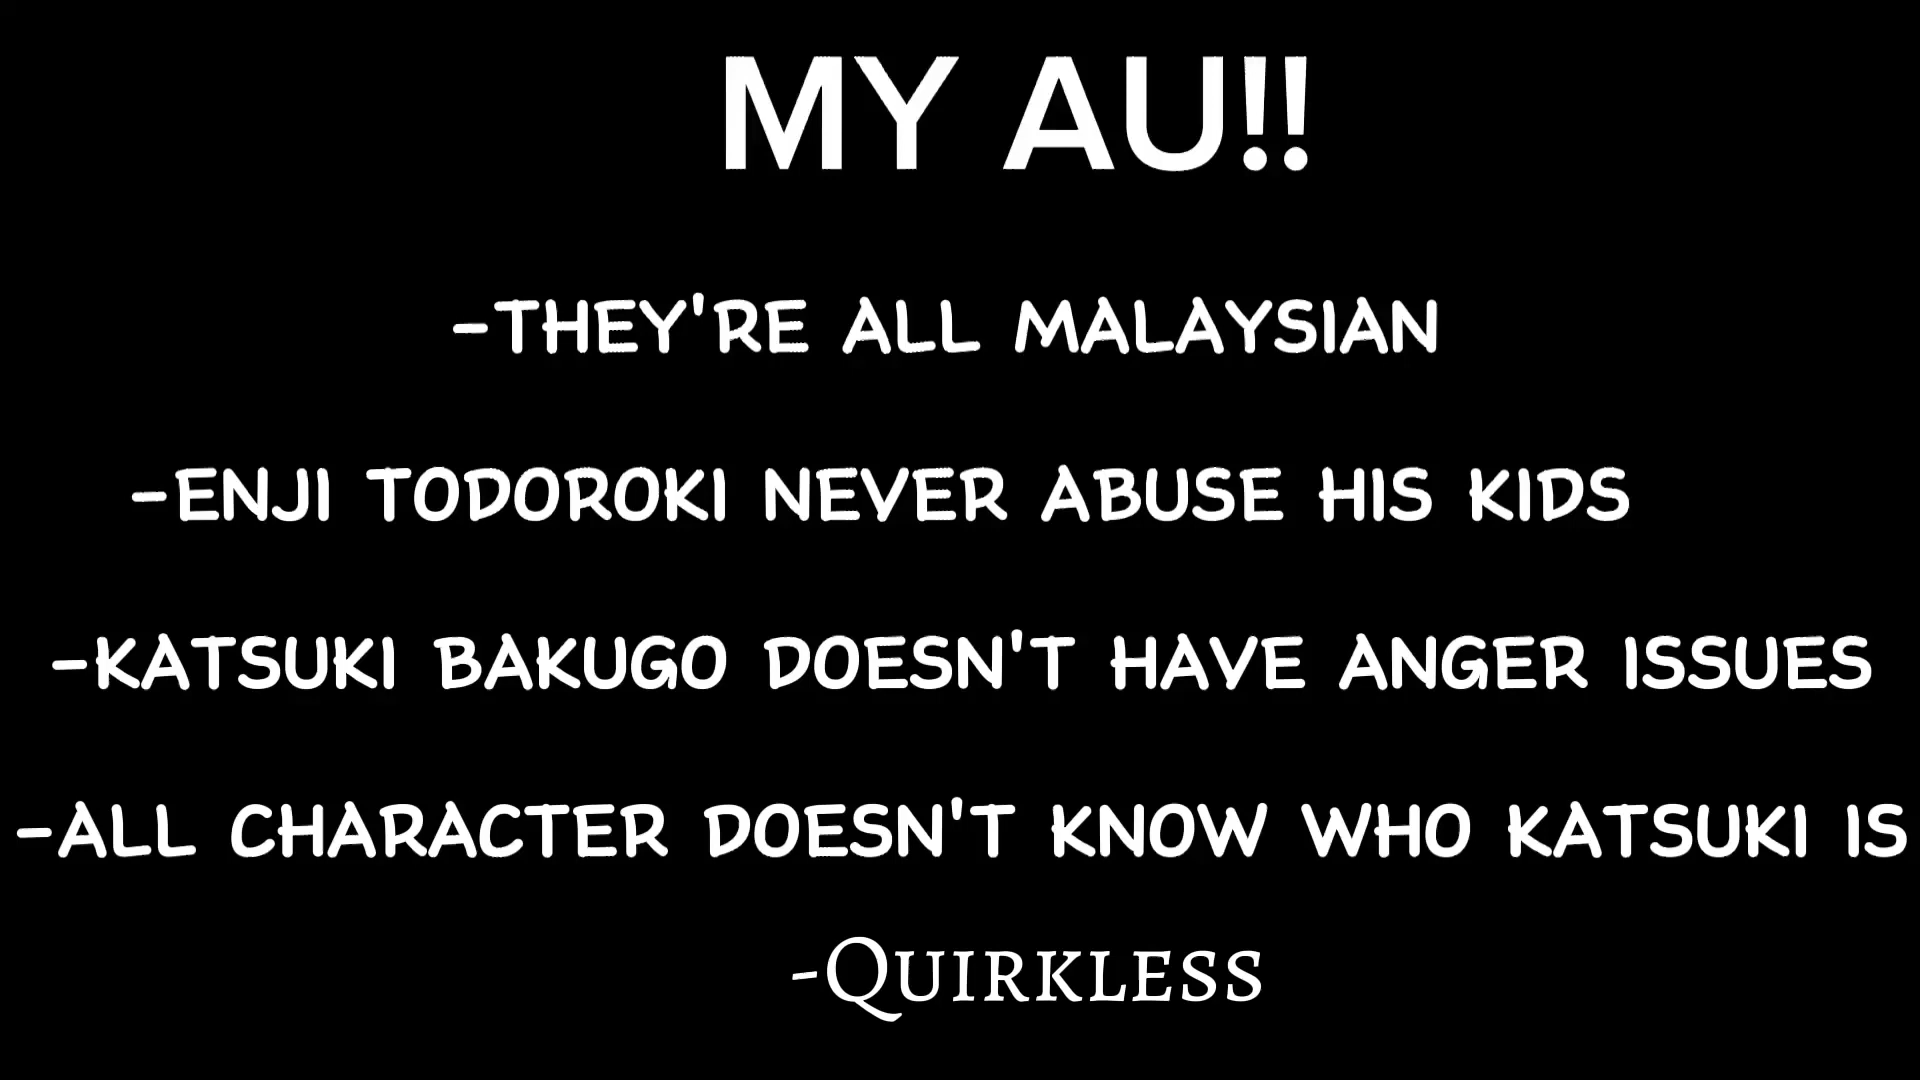 MY AU!!
-THEY'RE ALL MALAYSIAN
-ENJI TODOROKI NEVER ABUSE HIS KIDS
-KATSUKI BAKUGO DOESN'T HAVE ANGER ISSUES
-ALL CHARACTER DOESN'T KNOW WHO KATSUKI IS
-QUIRKLESS